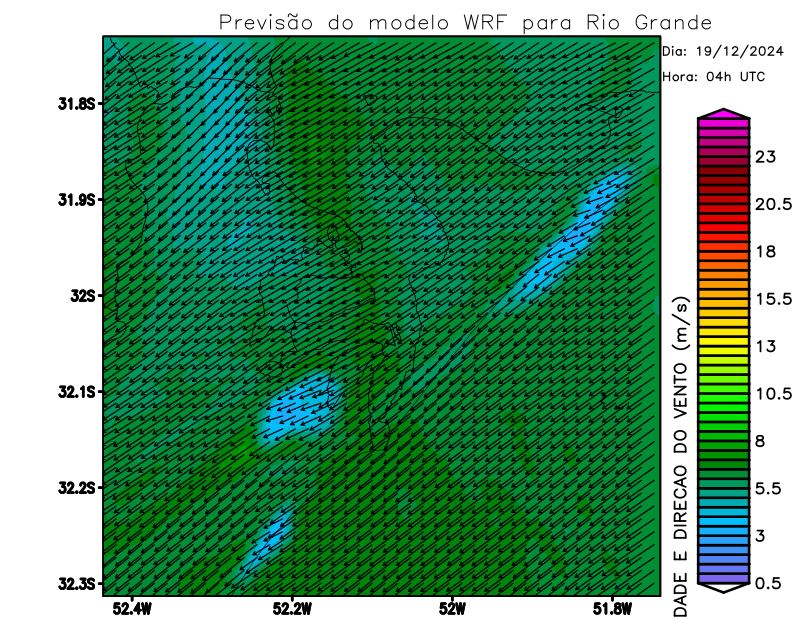 Previsão do modelo WRF para Rio Grande
Dia: 19/12/2024
Hora: 04h UTC
31.8S
31.9S
32S
32.1S
32.2S
32.3S
52.4W
52.2W
52W
51.8W
23
20.5
18
15.5
13
10.5
8
5.5
3
0.5
DADE E DIRECAO DO VENTO (m/s)